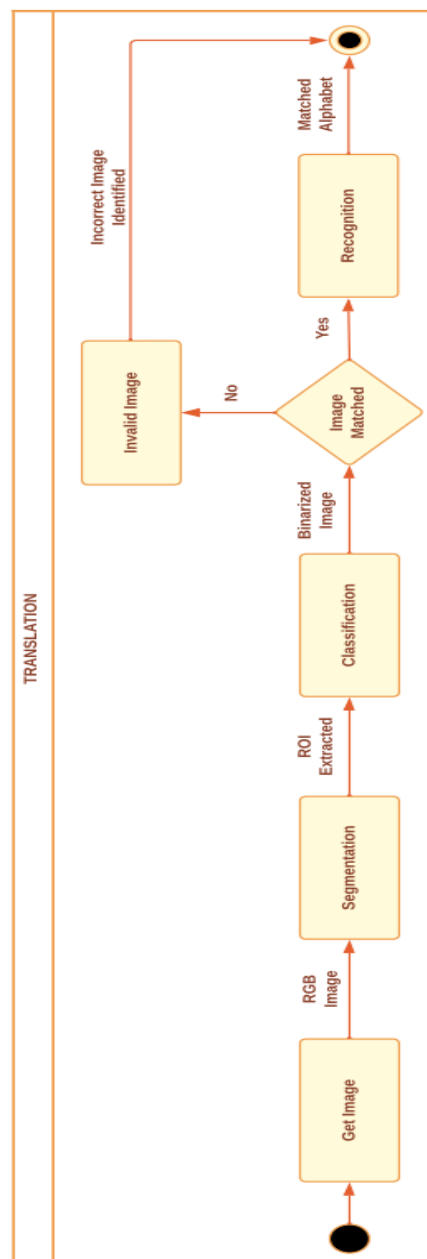 TRANSLATION
Get Image
RGB
Image
Segmentation
ROI
Extracted
Classification
Binarized
Image
Image
Matched
No
Invalid Image
Incorrect Image
Identified
Yes
Recognition
Matched
Alphabet